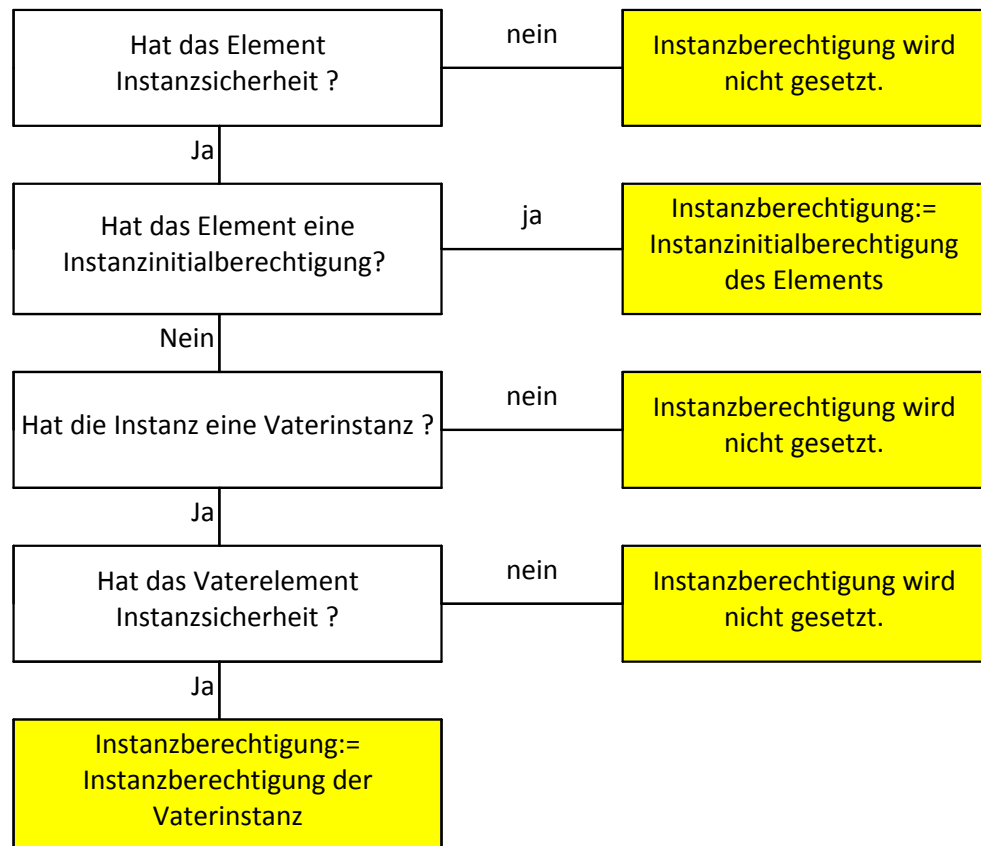 Hat das Element
Instanzsicherheit ?
nein
Instanzberechtigung wird
nicht gesetzt.
Ja
Hat das Element eine
Instanzinitialberechtigung?
ja
Instanzberechtigung:=
Instanzinitialberechtigung
des Elements
Nein
Hat die Instanz eine Vaterinstanz ?
nein
Instanzberechtigung wird
nicht gesetzt.
Ja
Hat das Vaterelement
Instanzsicherheit ?
nein
Instanzberechtigung wird
nicht gesetzt.
Ja
Instanzberechtigung:=
Instanzberechtigung der
Vaterinstanz